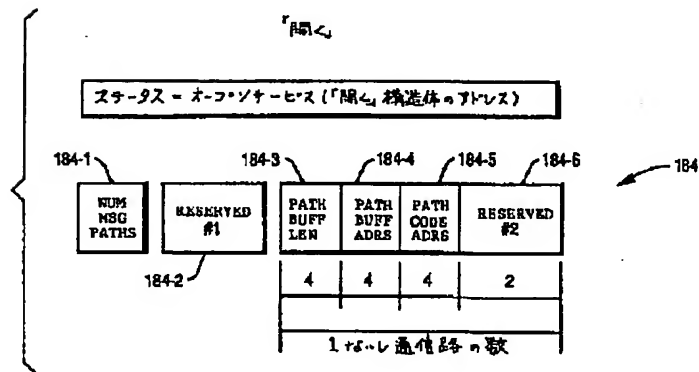 「開く」
ステータス = オープンサービス (「開く」構造体のアドレス)
184-1
184-3
184-4
184-5
184-6
184
NUM MSG PATHS
RESERVED #1
PATH BUFF LEN
PATH BUFF ADRS
PATH CODE ADRS
RESERVED #2
184-2
4 4 4 2
1ないし通信路の数